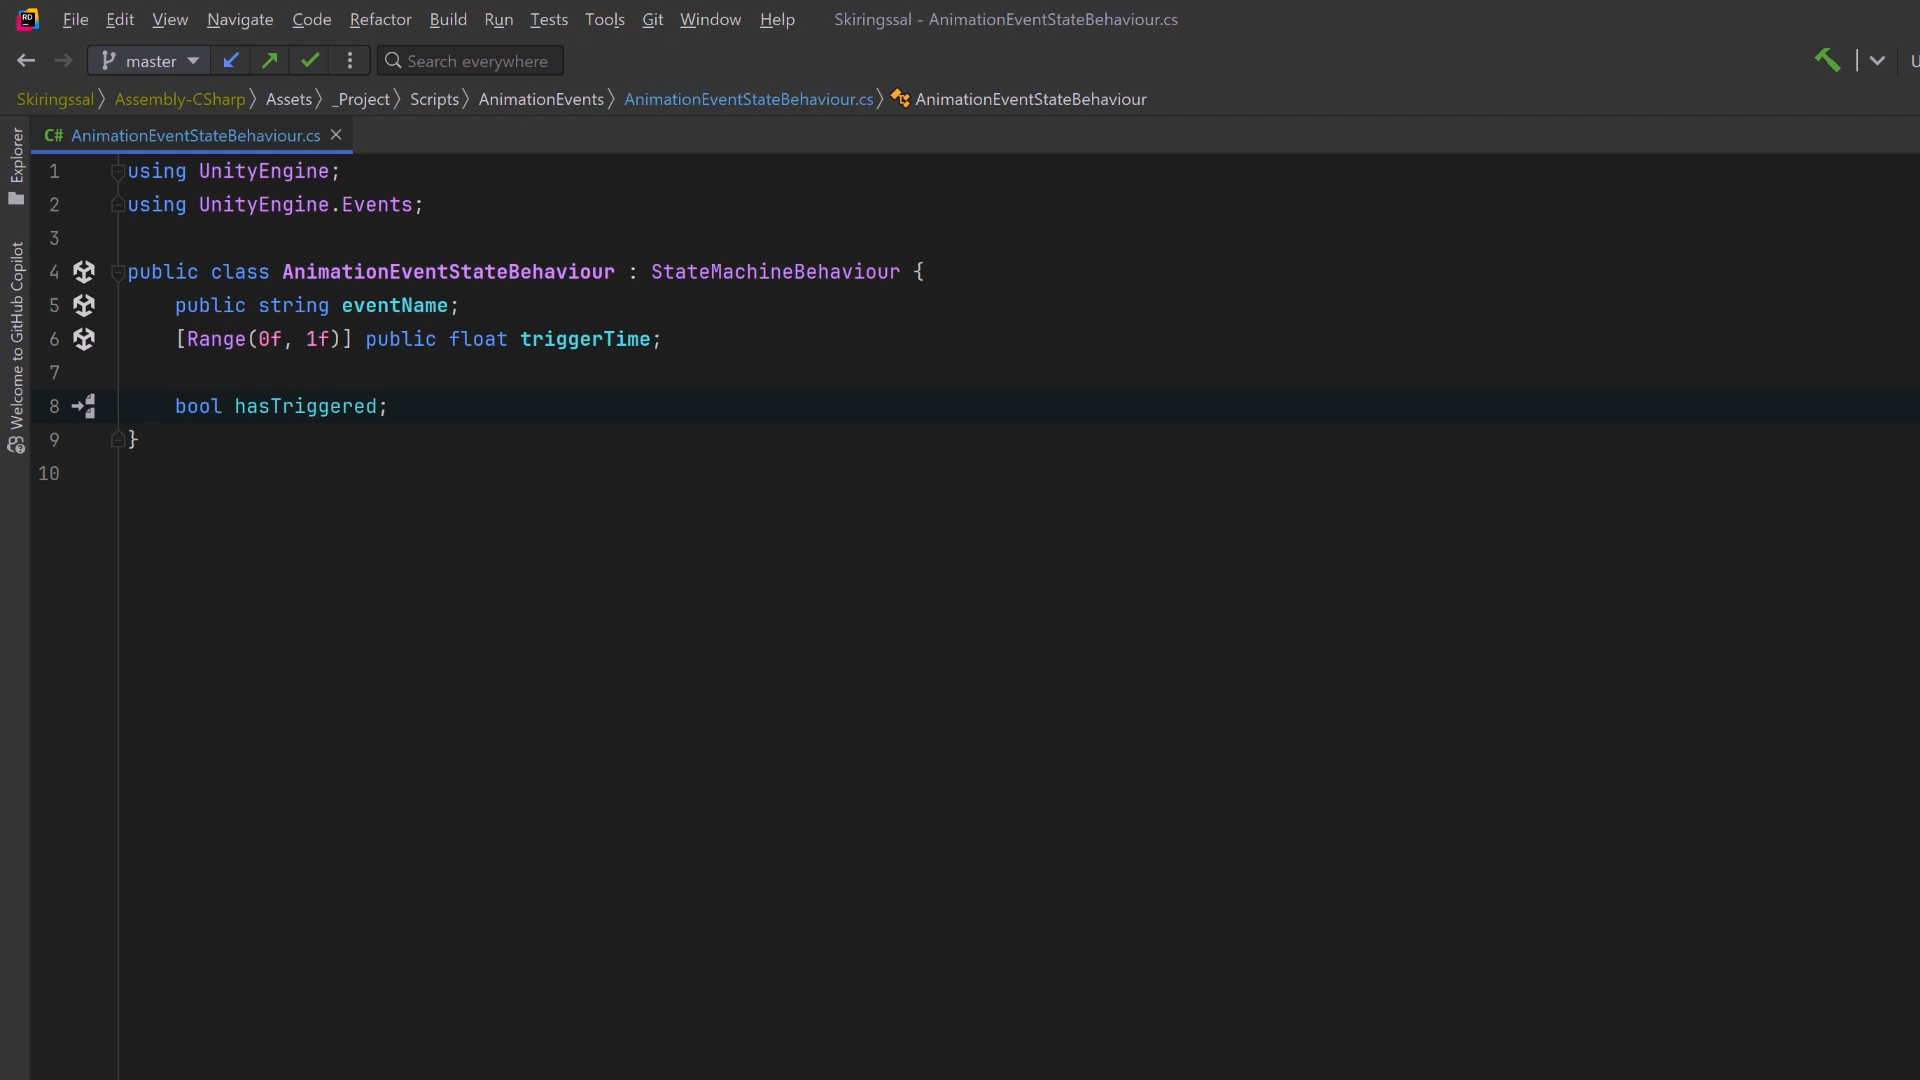 RD
File Edit View Navigate Code Refactor Build Run Tests Tools Git Window Help Skiringssal - AnimationEventStateBehaviour.cs
master Search everywhere U
Skiringssal Assembly-CSharp Assets _Project Scripts AnimationEvents AnimationEventStateBehaviour.cs AnimationEventStateBehaviour
Explorer
Welcome to GitHub Copilot
C# AnimationEventStateBehaviour.cs
1 using UnityEngine;
2 using UnityEngine.Events;
3
4 public class AnimationEventStateBehaviour : StateMachineBehaviour {
5 public string eventName;
6 [Range(0f, 1f)] public float triggerTime;
7
8 bool hasTriggered;
9 }
10